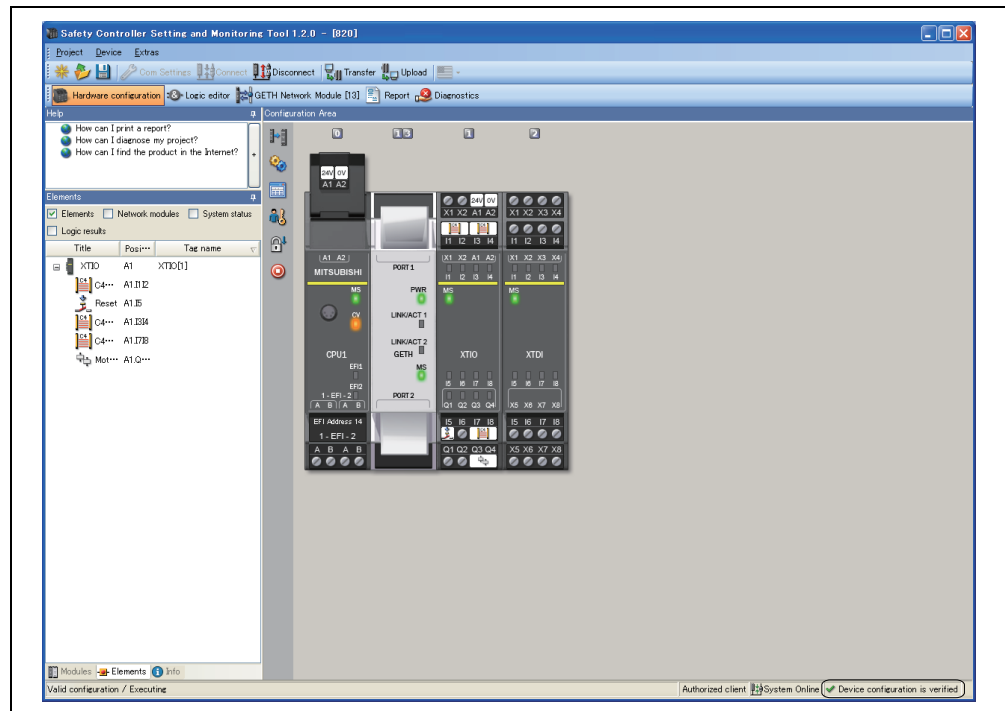 Safety Controller Setting and Monitoring Tool 1.2.0 - [820]
Project Device Extras
Com Settings Connect Disconnect Transfer Upload
Hardware configuration Logic editor GETH Network Module [13] Report Diagnostics
Help
How can I print a report?
How can I diagnose my project?
How can I find the product in the Internet?
Elements
Elements Network modules System status
Logic results
Title Posi··· Tag name
XTIO A1 XTIO[1]
C4··· A1.I1I2
Reset A1.I5
C4··· A1.I3I4
C4··· A1.I7I8
Mot··· A1.Q···
Modules Elements Info
Configuration Area
0 13 1 2
24V 0V
A1 A2
24V 0V
X1 X2 A1 A2 X1 X2 X3 X4
I1 I2 I3 I4 I1 I2 I3 I4
A1 A2 X1 X2 A1 A2 X1 X2 X3 X4
MITSUBISHI PORT 1 I1 I2 I3 I4 I1 I2 I3 I4
MS PWR MS MS
CV LINK/ACT 1
LINK/ACT 2
CPU1 GETH XTIO XTDI
EFI1 MS
EFI2 I5 I6 I7 I8 I5 I6 I7 I8
1 - EFI - 2 PORT 2
A B A B Q1 Q2 Q3 Q4 X5 X6 X7 X8
EFI Address 14 I5 I6 I7 I8 I5 I6 I7 I8
1 - EFI - 2
A B A B Q1 Q2 Q3 Q4 X5 X6 X7 X8
Valid configuration / Executing Authorized client System Online Device configuration is verified